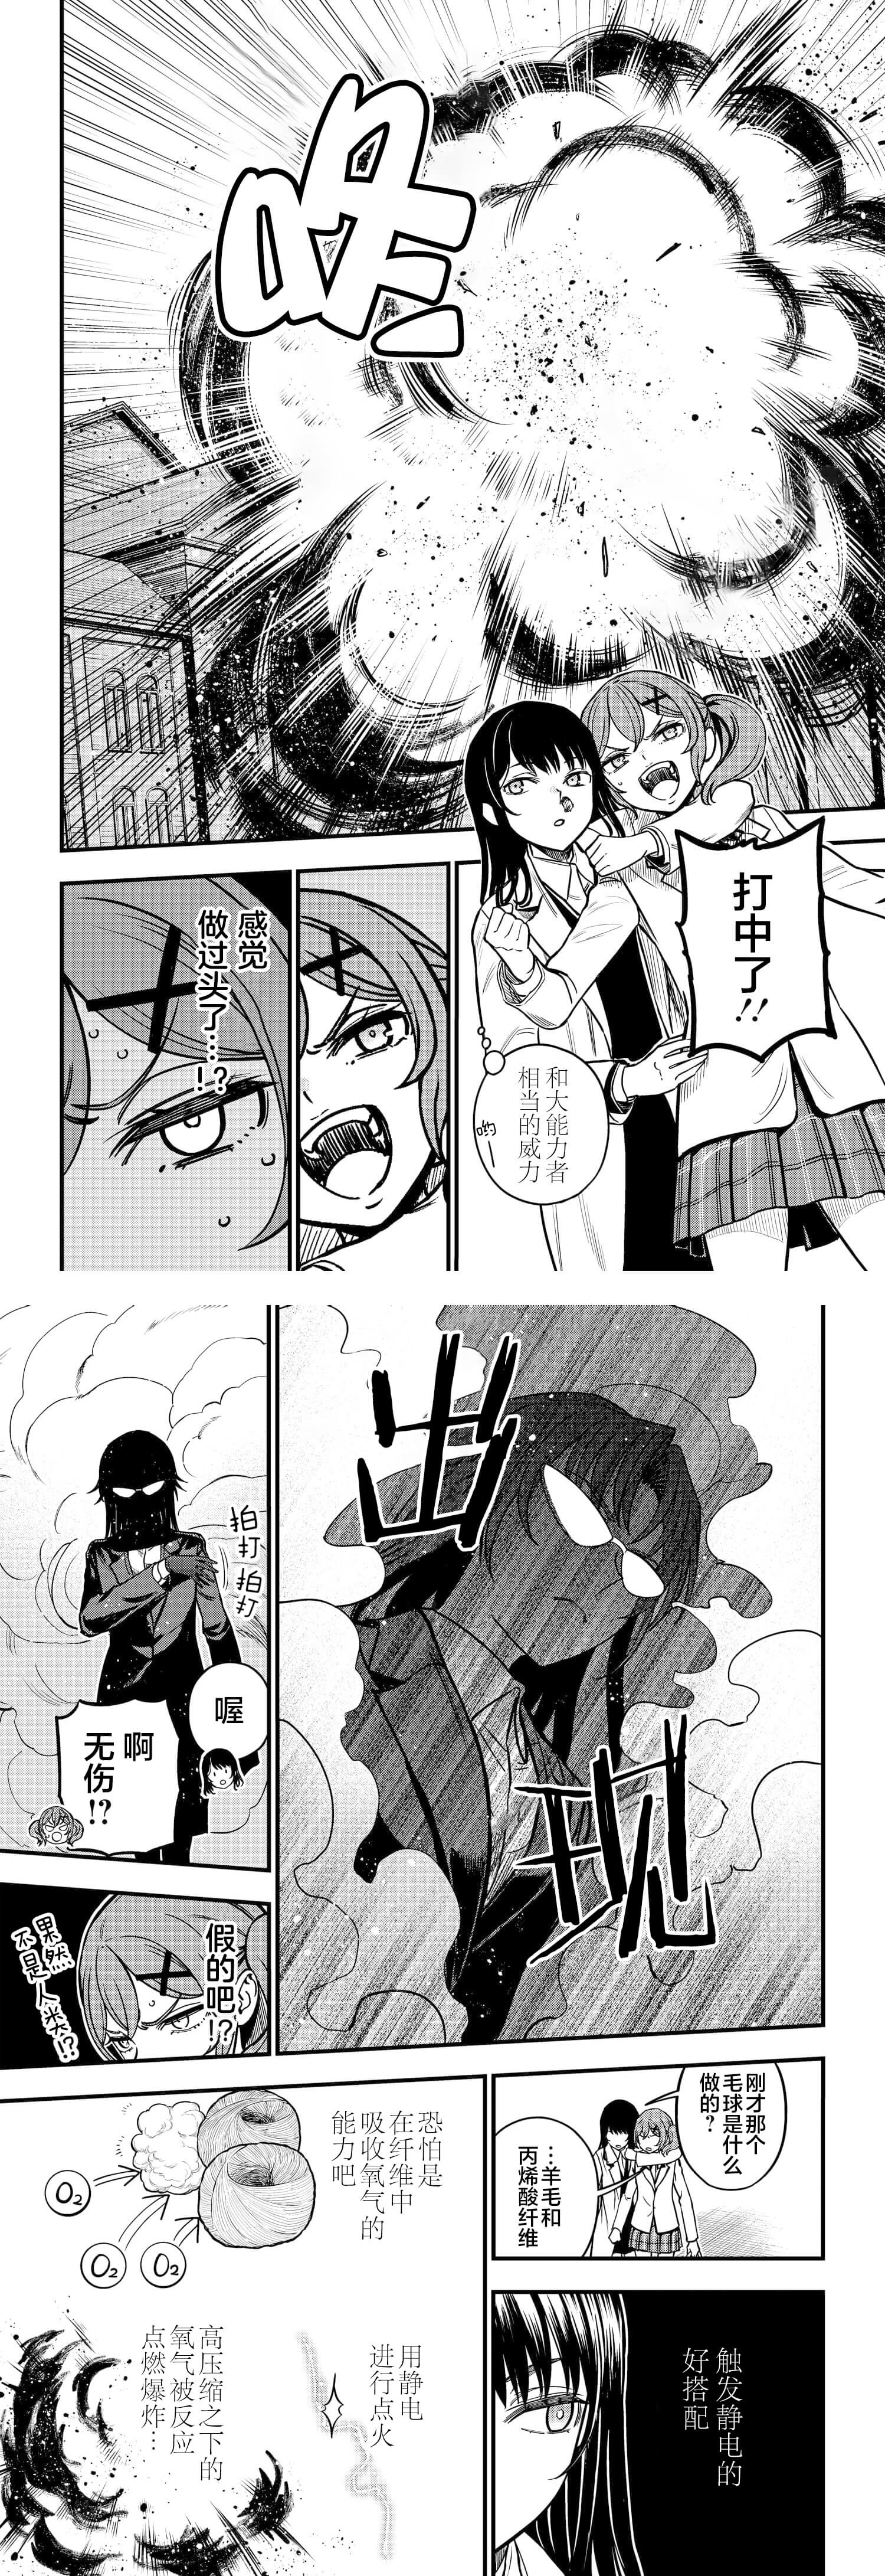 咔!
打中了!!
和大能力者
相当的威力
哟—
感觉
做过头了…!?
出
现
拍打 拍打
喔
啊
无伤!?
假的吧!?
果然
不是人类!?
刚才那个
毛球是什么
做的?
…羊毛和
丙烯酸纤维
触发静电的
好搭配
恐怕是
在纤维中
吸收氧气的
能力吧
O₂
O₂
O₂
用静电
进行点火
高压缩之下的
氧气被反应
点燃爆炸…